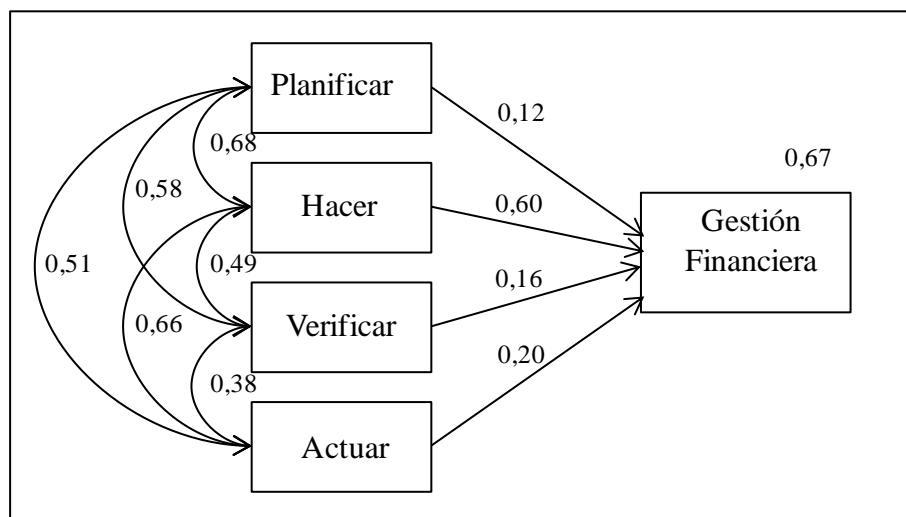 Planificar
0,12
0,68
0,67
0,58
Hacer
0,60
Gestión
Financiera
0,51
0,49
0,16
0,66
Verificar
0,20
0,38
Actuar